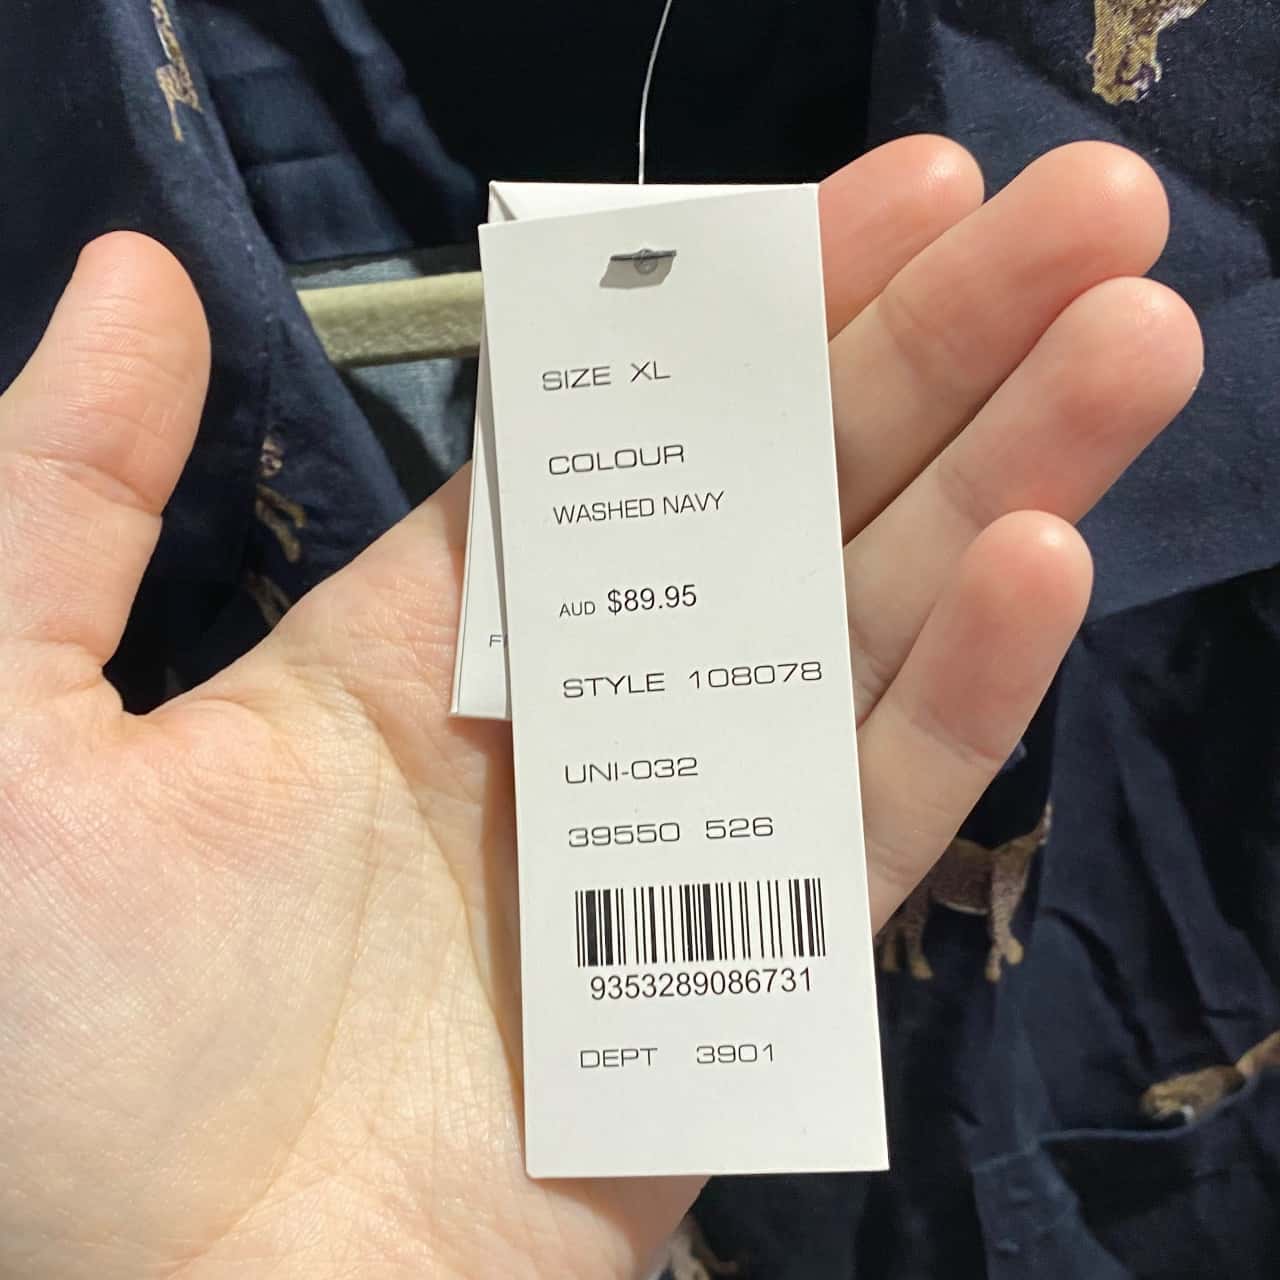 SIZE XL
COLOUR
WASHED NAVY
AUD $89.95
STYLE 108078
UNI-032
39550 526
9353289086731
DEPT 3901